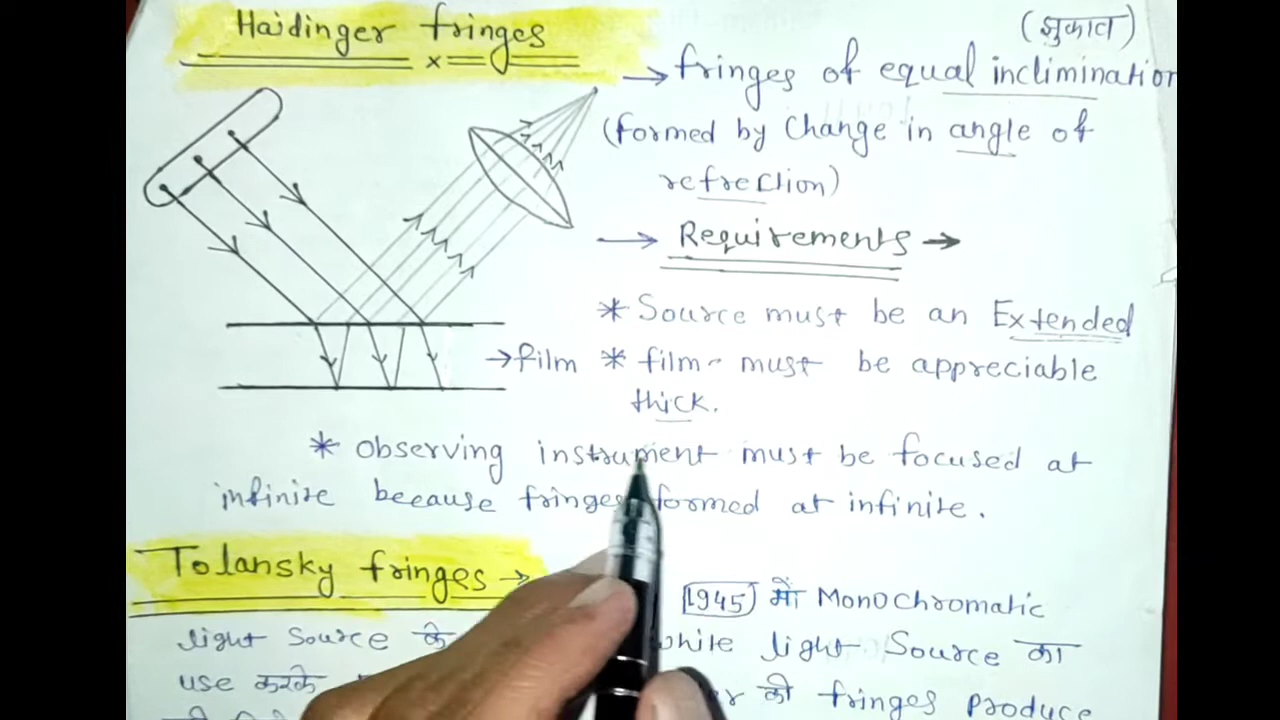 Haidinger fringes
(झुकाव)
→ fringes of equal inclimination
(formed by Change in angle of
refrection)
→ Requirements →
* Source must be an Extended
→ film * film must be appreciable
thick.
* Observing instrument must be focused at
infinite because fringes formed at infinite.
Tolansky fringes →
1945 में Monochromatic
light Source के white light Source का
use करके की fringes produce